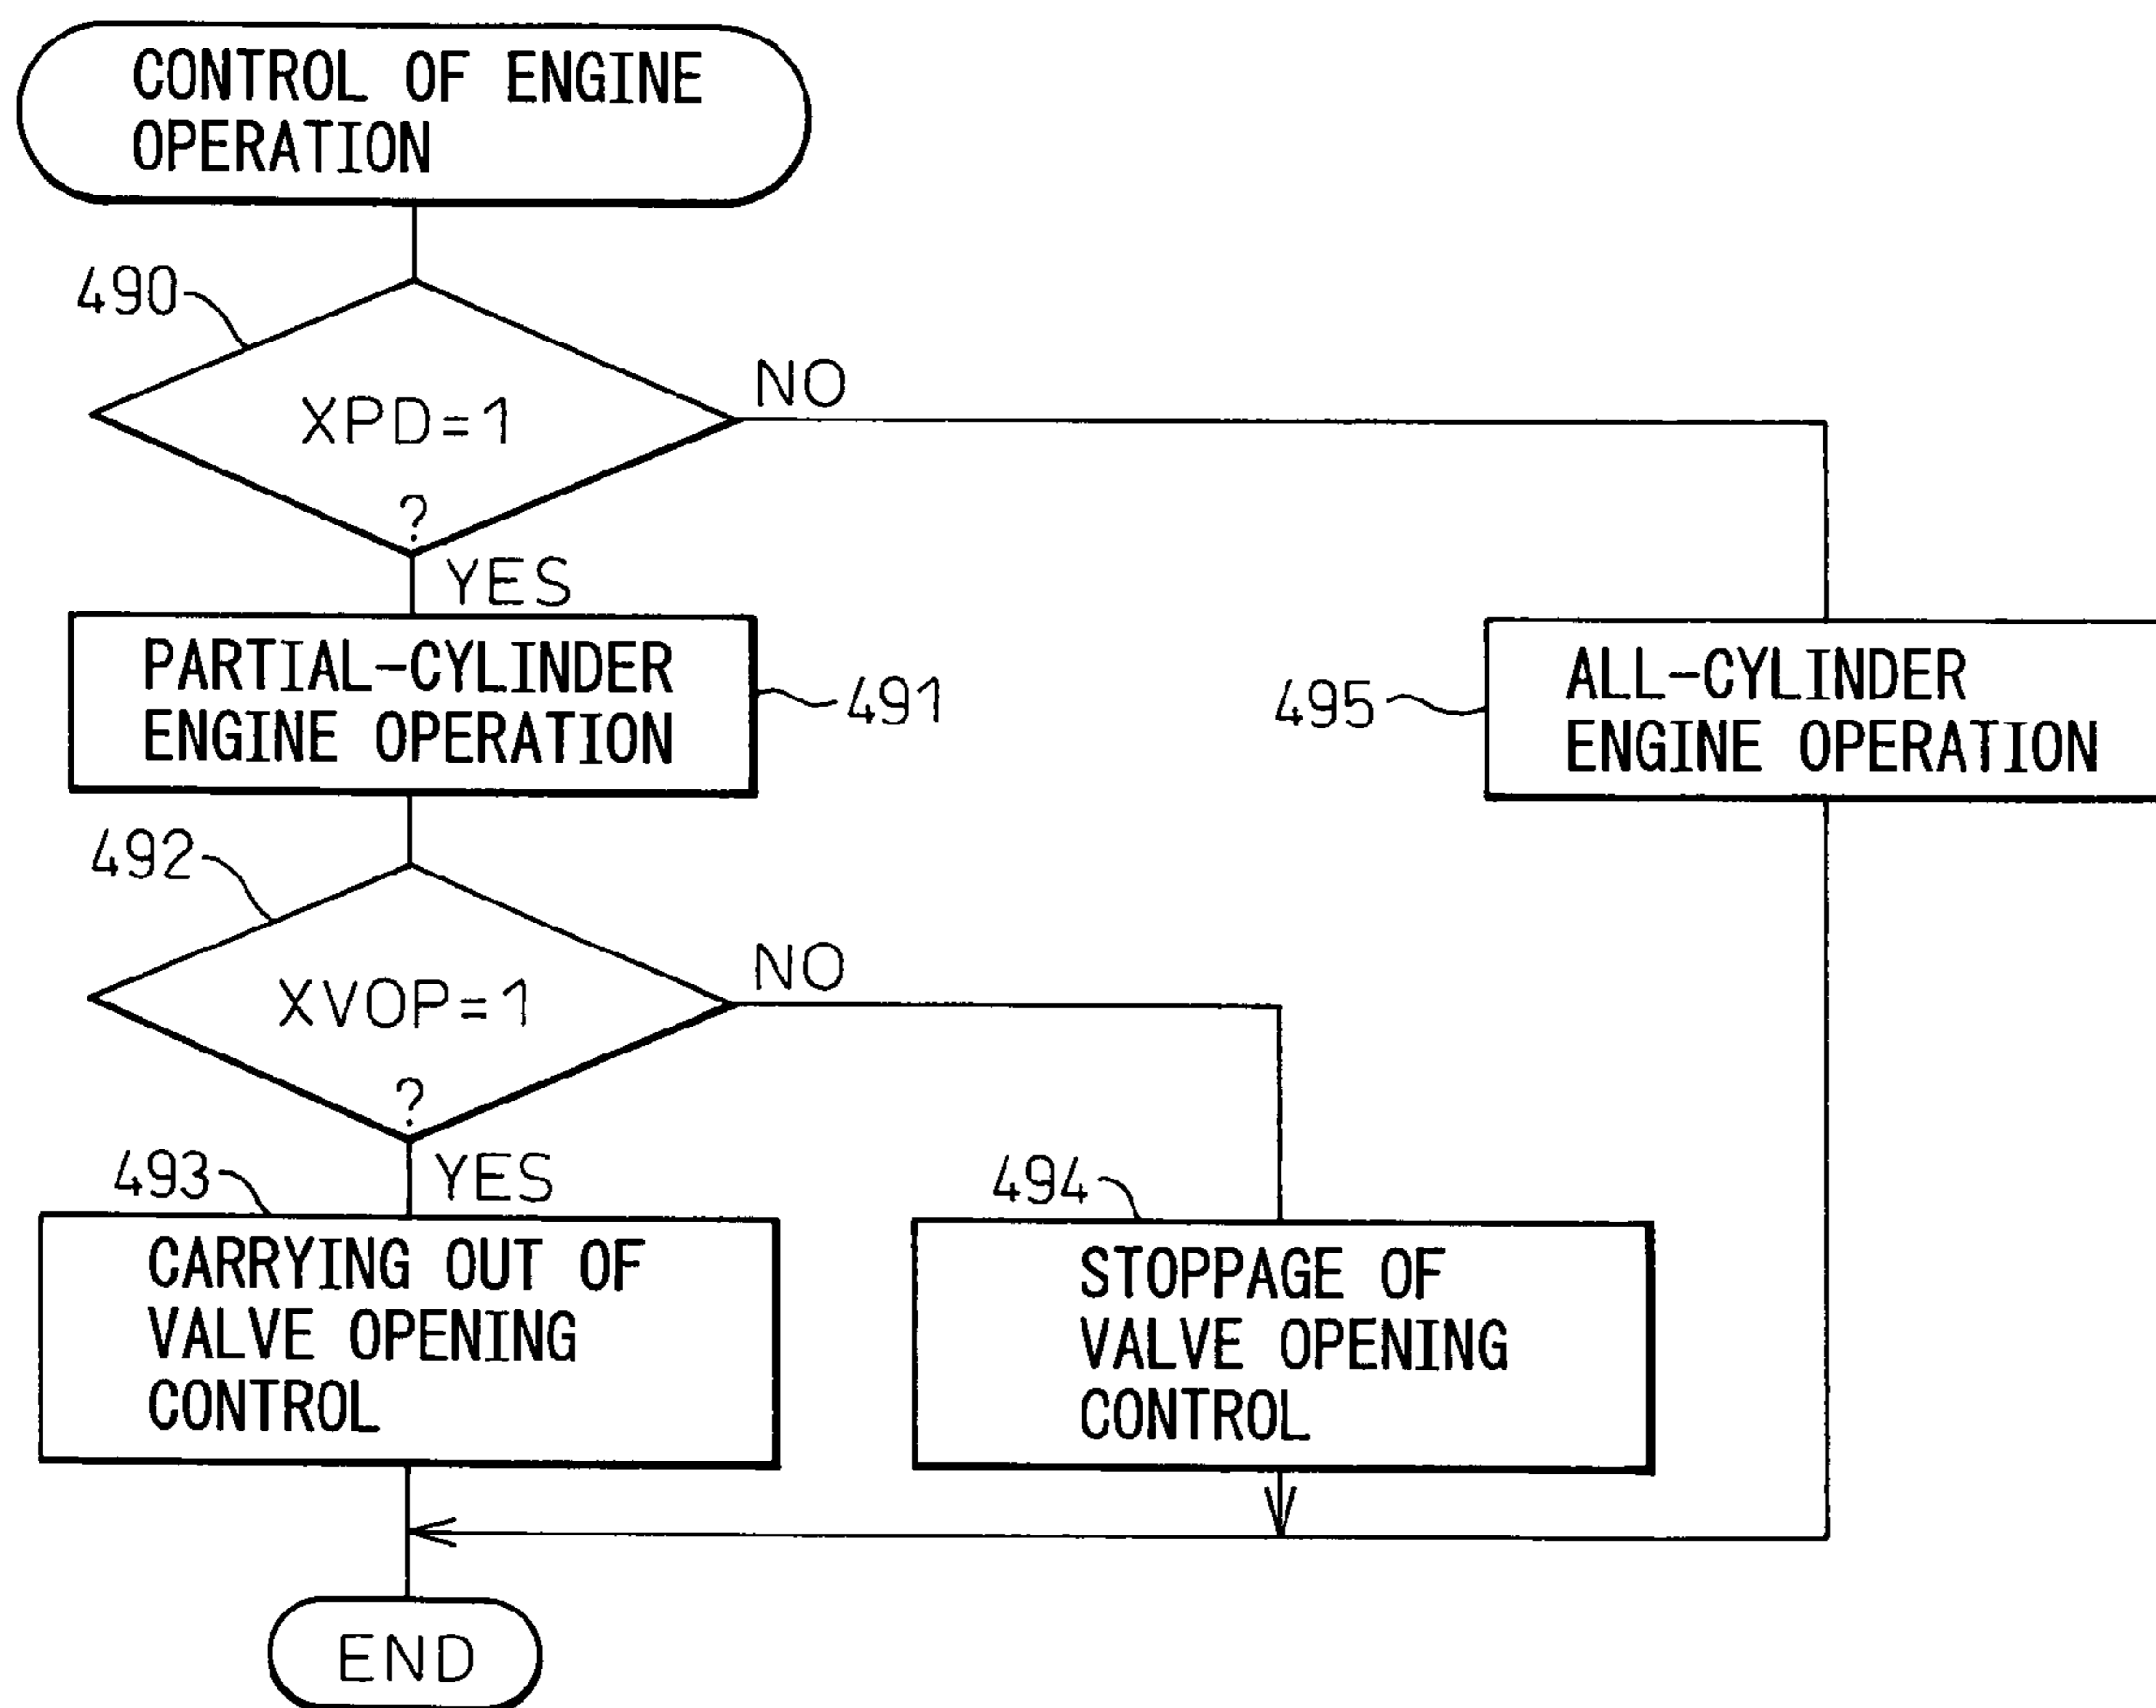 CONTROL OF ENGINE
OPERATION
490
XPD=1
?
NO
YES
PARTIAL-CYLINDER
ENGINE OPERATION
491
495
ALL-CYLINDER
ENGINE OPERATION
492
XVOP=1
?
NO
YES
493
CARRYING OUT OF
VALVE OPENING
CONTROL
494
STOPPAGE OF
VALVE OPENING
CONTROL
END